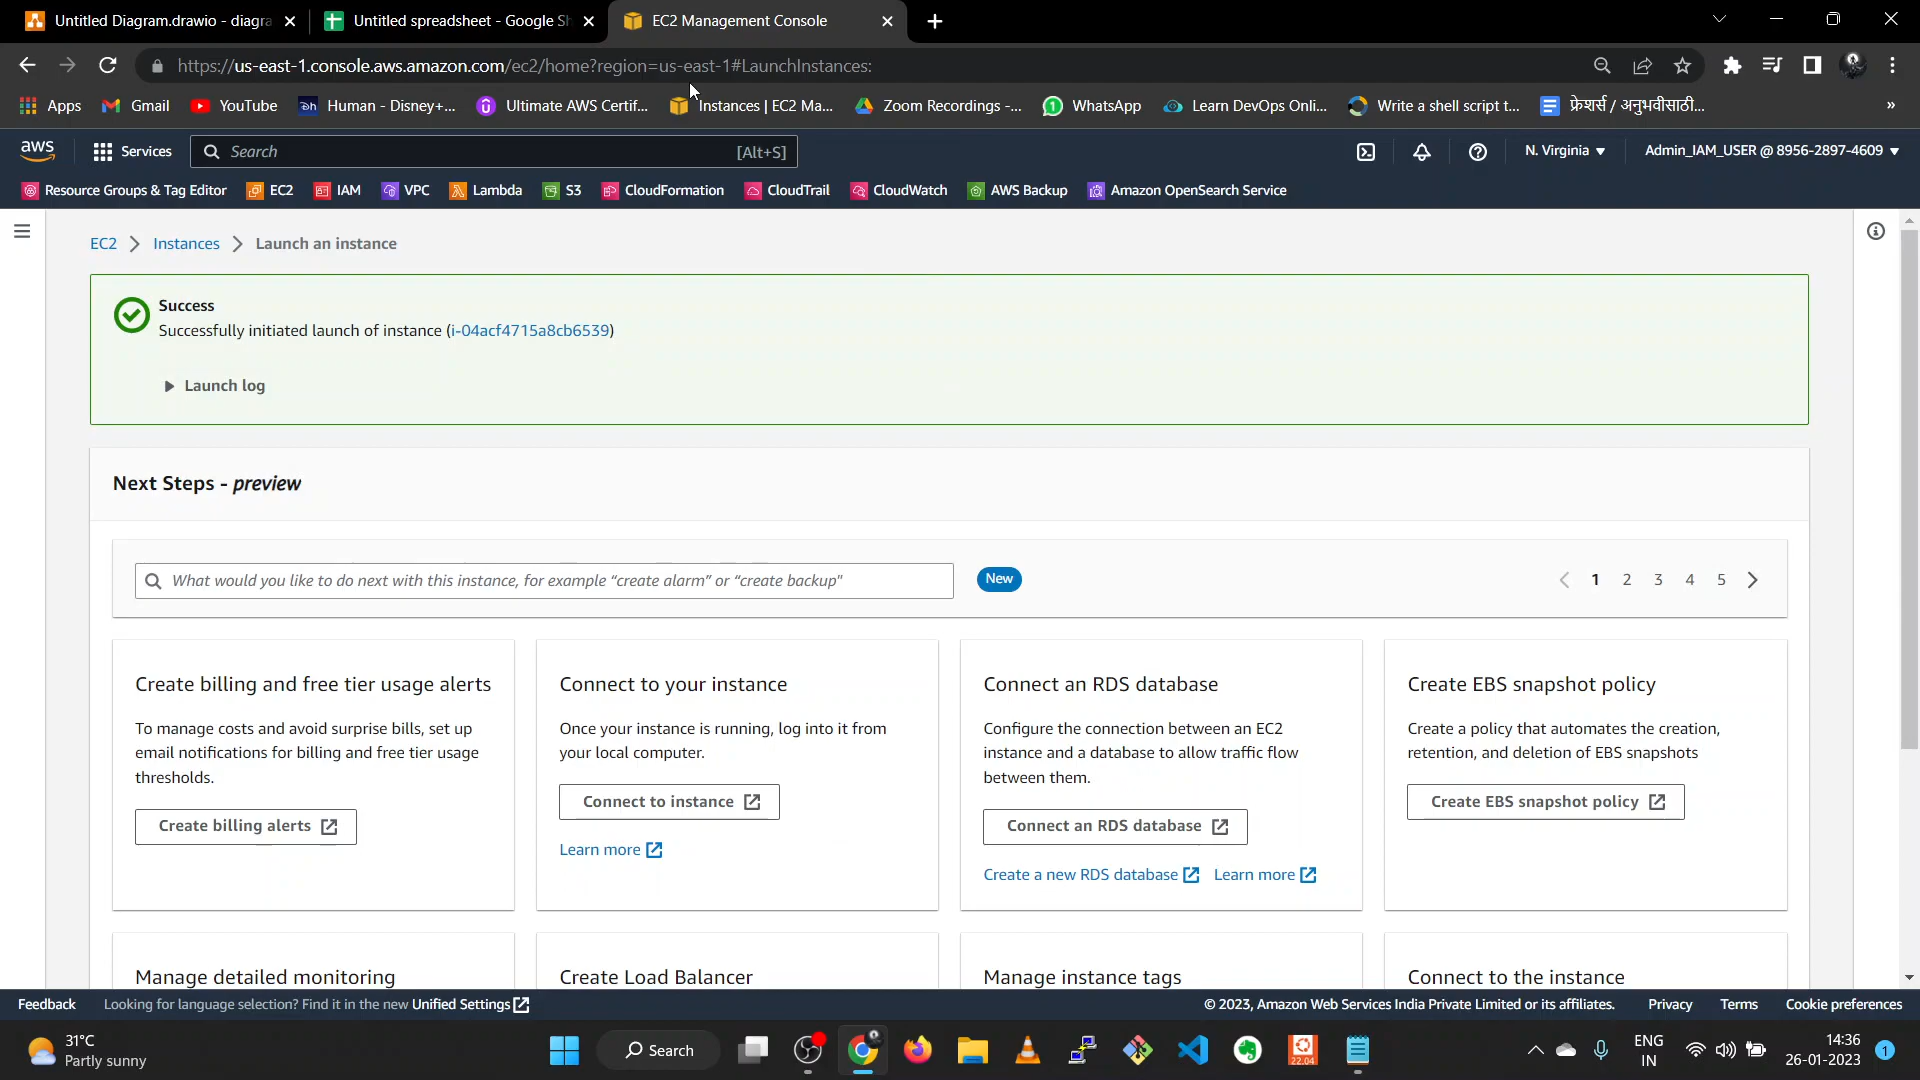 Untitled Diagram.drawio - diagra
Untitled spreadsheet - Google Sh
EC2 Management Console
https://us-east-1.console.aws.amazon.com/ec2/home?region=us-east-1#LaunchInstances:
Apps
Gmail
YouTube
Human - Disney+...
Ultimate AWS Certif...
Instances | EC2 Ma...
Zoom Recordings -...
WhatsApp
Learn DevOps Onli...
Write a shell script t...
फ्रेशर्स / अनुभवीसाठी...
»
aws
Services
Search
[Alt+S]
N. Virginia
Admin_IAM_USER @ 8956-2897-4609
Resource Groups & Tag Editor
EC2
IAM
VPC
Lambda
S3
CloudFormation
CloudTrail
CloudWatch
AWS Backup
Amazon OpenSearch Service
EC2
Instances
Launch an instance
Success
Successfully initiated launch of instance (i-04acf4715a8cb6539)
Launch log
Next Steps - preview
What would you like to do next with this instance, for example “create alarm” or “create backup”
New
1 2 3 4 5
Create billing and free tier usage alerts
To manage costs and avoid surprise bills, set up
email notifications for billing and free tier usage
thresholds.
Create billing alerts
Connect to your instance
Once your instance is running, log into it from
your local computer.
Connect to instance
Learn more
Connect an RDS database
Configure the connection between an EC2
instance and a database to allow traffic flow
between them.
Connect an RDS database
Create a new RDS database
Learn more
Create EBS snapshot policy
Create a policy that automates the creation,
retention, and deletion of EBS snapshots
Create EBS snapshot policy
Manage detailed monitoring
Create Load Balancer
Manage instance tags
Connect to the instance
Feedback
Looking for language selection? Find it in the new Unified Settings
© 2023, Amazon Web Services India Private Limited or its affiliates.
Privacy
Terms
Cookie preferences
31°C
Partly sunny
Search
22.04
ENG
IN
14:36
26-01-2023
1